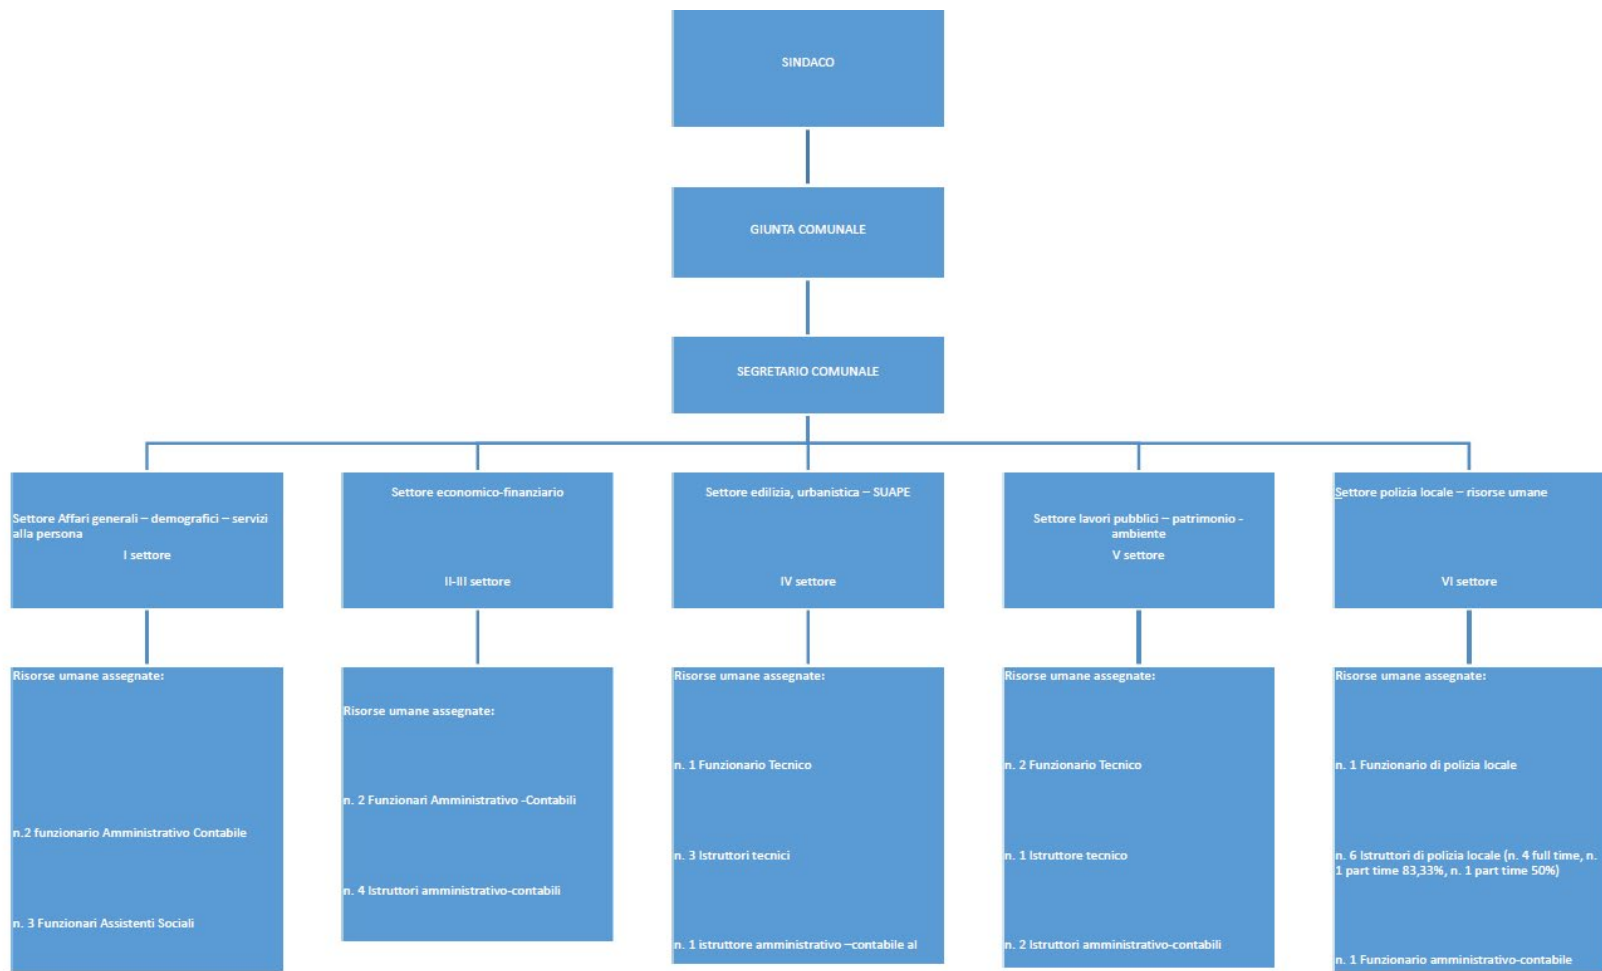 SINDACO
GIUNTA COMUNALE
SEGRETARIO COMUNALE
Settore Affari generali – demografici – servizi
alla persona
I settore
Settore economico-finanziario
II-III settore
Settore edilizia, urbanistica – SUAPE
IV settore
Settore lavori pubblici – patrimonio -
ambiente
V settore
Settore polizia locale – risorse umane
VI settore
Risorse umane assegnate:
n.2 funzionario Amministrativo Contabile
n. 3 Funzionari Assistenti Sociali
Risorse umane assegnate:
n. 2 Funzionari Amministrativo -Contabili
n. 4 Istruttori amministrativo-contabili
Risorse umane assegnate:
n. 1 Funzionario Tecnico
n. 3 Istruttori tecnici
n. 1 istruttore amministrativo –contabile al
Risorse umane assegnate:
n. 2 Funzionario Tecnico
n. 1 Istruttore tecnico
n. 2 Istruttori amministrativo-contabili
Risorse umane assegnate:
n. 1 Funzionario di polizia locale
n. 6 Istruttori di polizia locale (n. 4 full time, n.
1 part time 83,33%, n. 1 part time 50%)
n. 1 Funzionario amministrativo-contabile